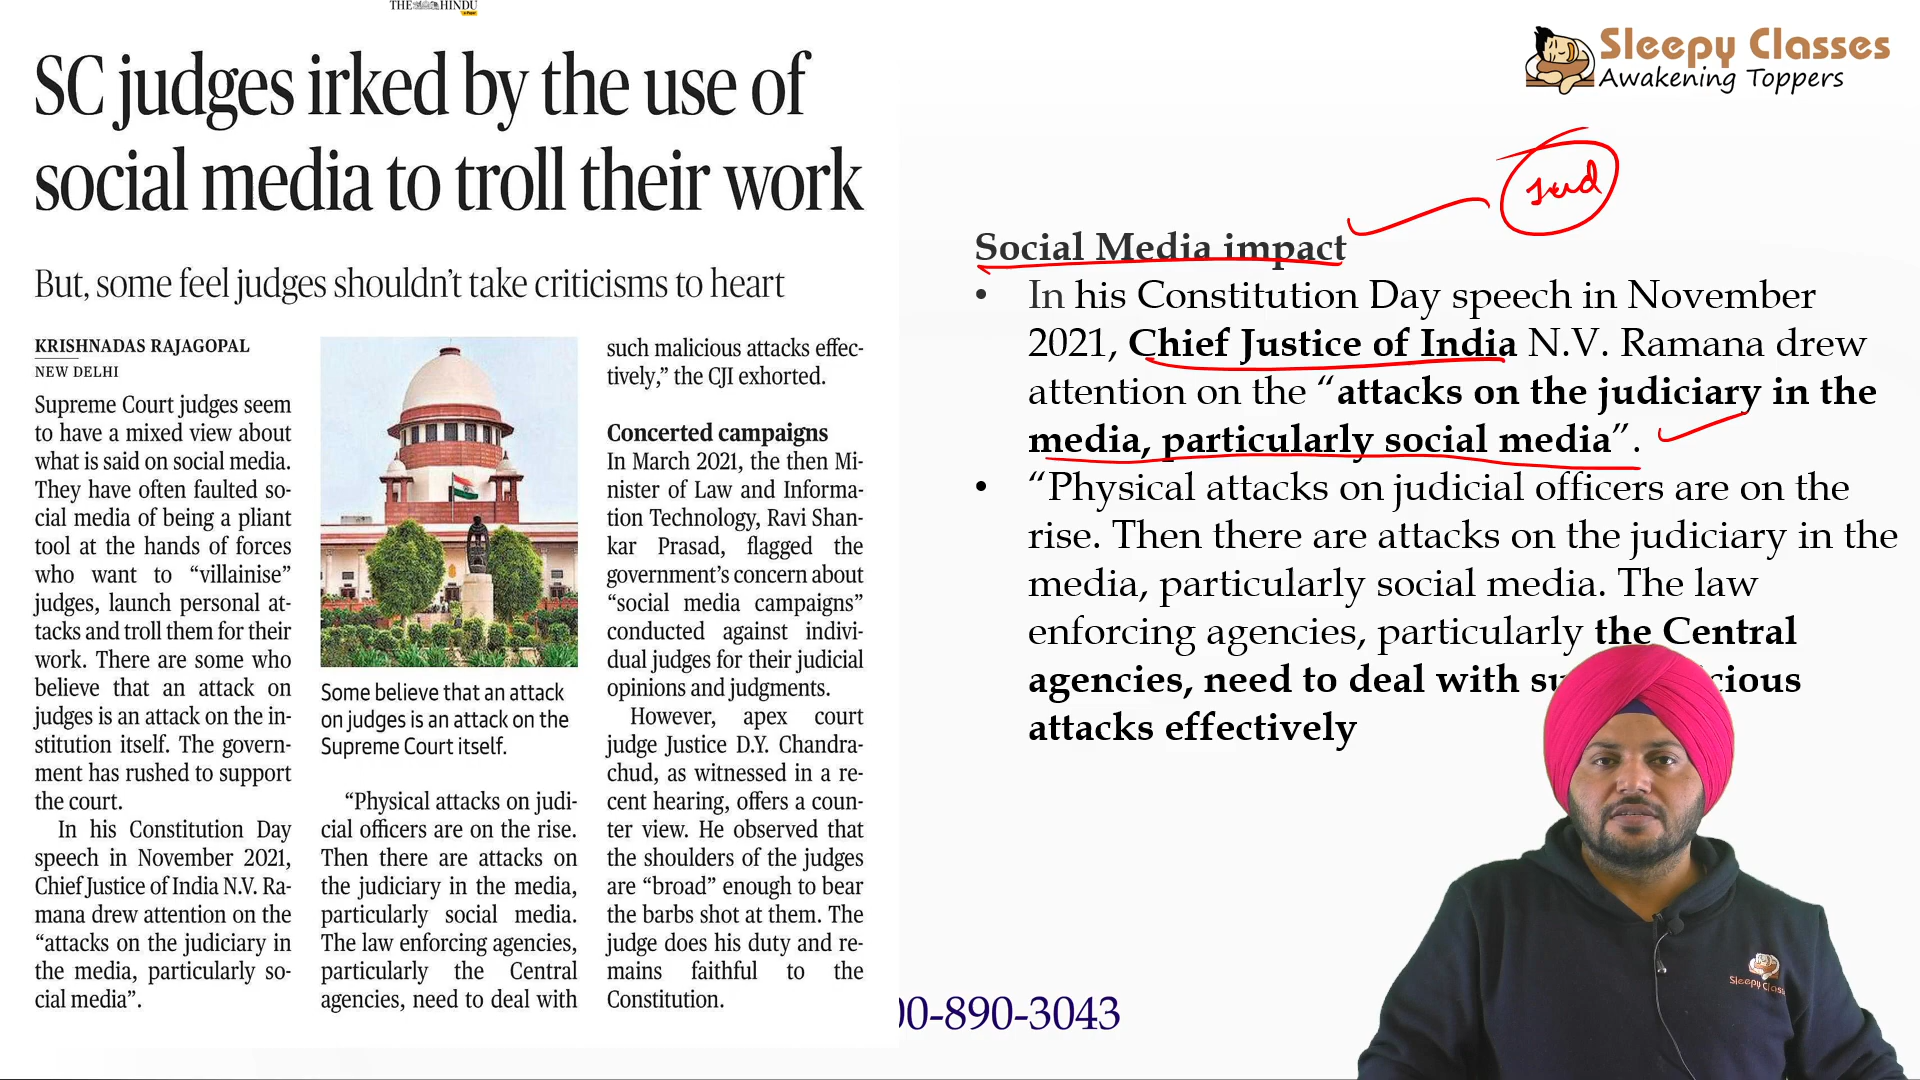 THE HINDU
SC judges irked by the use of
social media to troll their work
But, some feel judges shouldn't take criticisms to heart
KRISHNADAS RAJAGOPAL
NEW DELHI
Supreme Court judges seem
to have a mixed view about
what is said on social media.
They have often faulted so-
cial media of being a pliant
tool at the hands of forces
who want to “villainise”
judges, launch personal at-
tacks and troll them for their
work. There are some who
believe that an attack on
judges is an attack on the in-
stitution itself. The govern-
ment has rushed to support
the court.
In his Constitution Day
speech in November 2021,
Chief Justice of India N.V. Ra-
mana drew attention on the
“attacks on the judiciary in
the media, particularly so-
cial media”.
Some believe that an attack
on judges is an attack on the
Supreme Court itself.
“Physical attacks on judi-
cial officers are on the rise.
Then there are attacks on
the judiciary in the media,
particularly social media.
The law enforcing agencies,
particularly the Central
agencies, need to deal with
such malicious attacks effec-
tively,” the CJI exhorted.
Concerted campaigns
In March 2021, the then Mi-
nister of Law and Informa-
tion Technology, Ravi Shan-
kar Prasad, flagged the
government's concern about
“social media campaigns”
conducted against indivi-
dual judges for their judicial
opinions and judgments.
However, apex court
judge Justice D.Y. Chandra-
chud, as witnessed in a re-
cent hearing, offers a coun-
ter view. He observed that
the shoulders of the judges
are “broad” enough to bear
the barbs shot at them. The
judge does his duty and re-
mains faithful to the
Constitution.
Sleepy Classes
Awakening Toppers
Jud
Social Media impact
• In his Constitution Day speech in November
2021, Chief Justice of India N.V. Ramana drew
attention on the “attacks on the judiciary in the
media, particularly social media”.
• “Physical attacks on judicial officers are on the
rise. Then there are attacks on the judiciary in the
media, particularly social media. The law
enforcing agencies, particularly the Central
agencies, need to deal with su cious
attacks effectively
00-890-3043
Sleepy Class